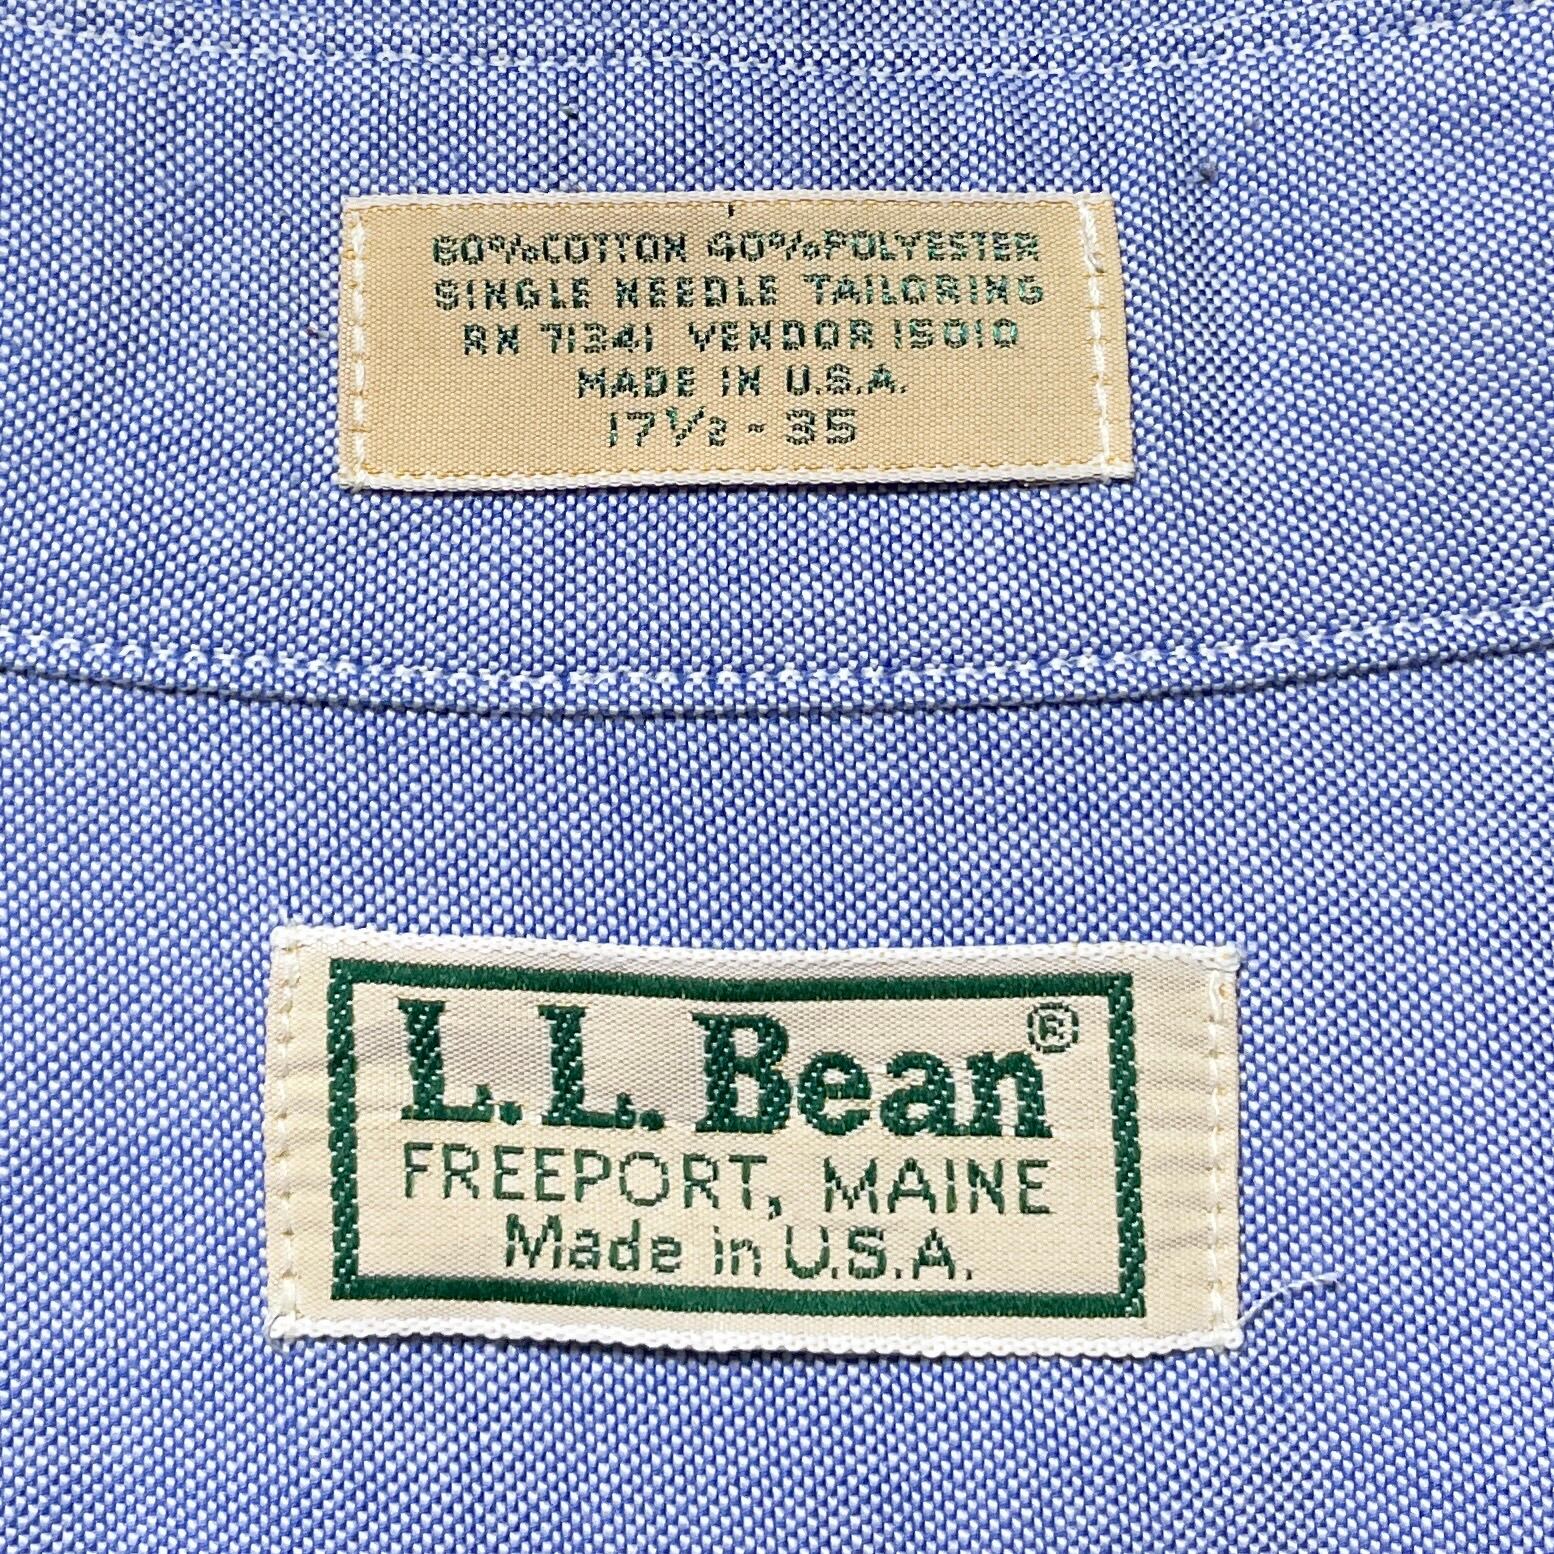 60%COTTON 40%POLYESTER
SINGLE NEEDLE TAILORING
RN 71341 VENDOR 15010
MADE IN U.S.A.
17½ - 35
L.L.Bean®
FREEPORT, MAINE
Made in U.S.A.